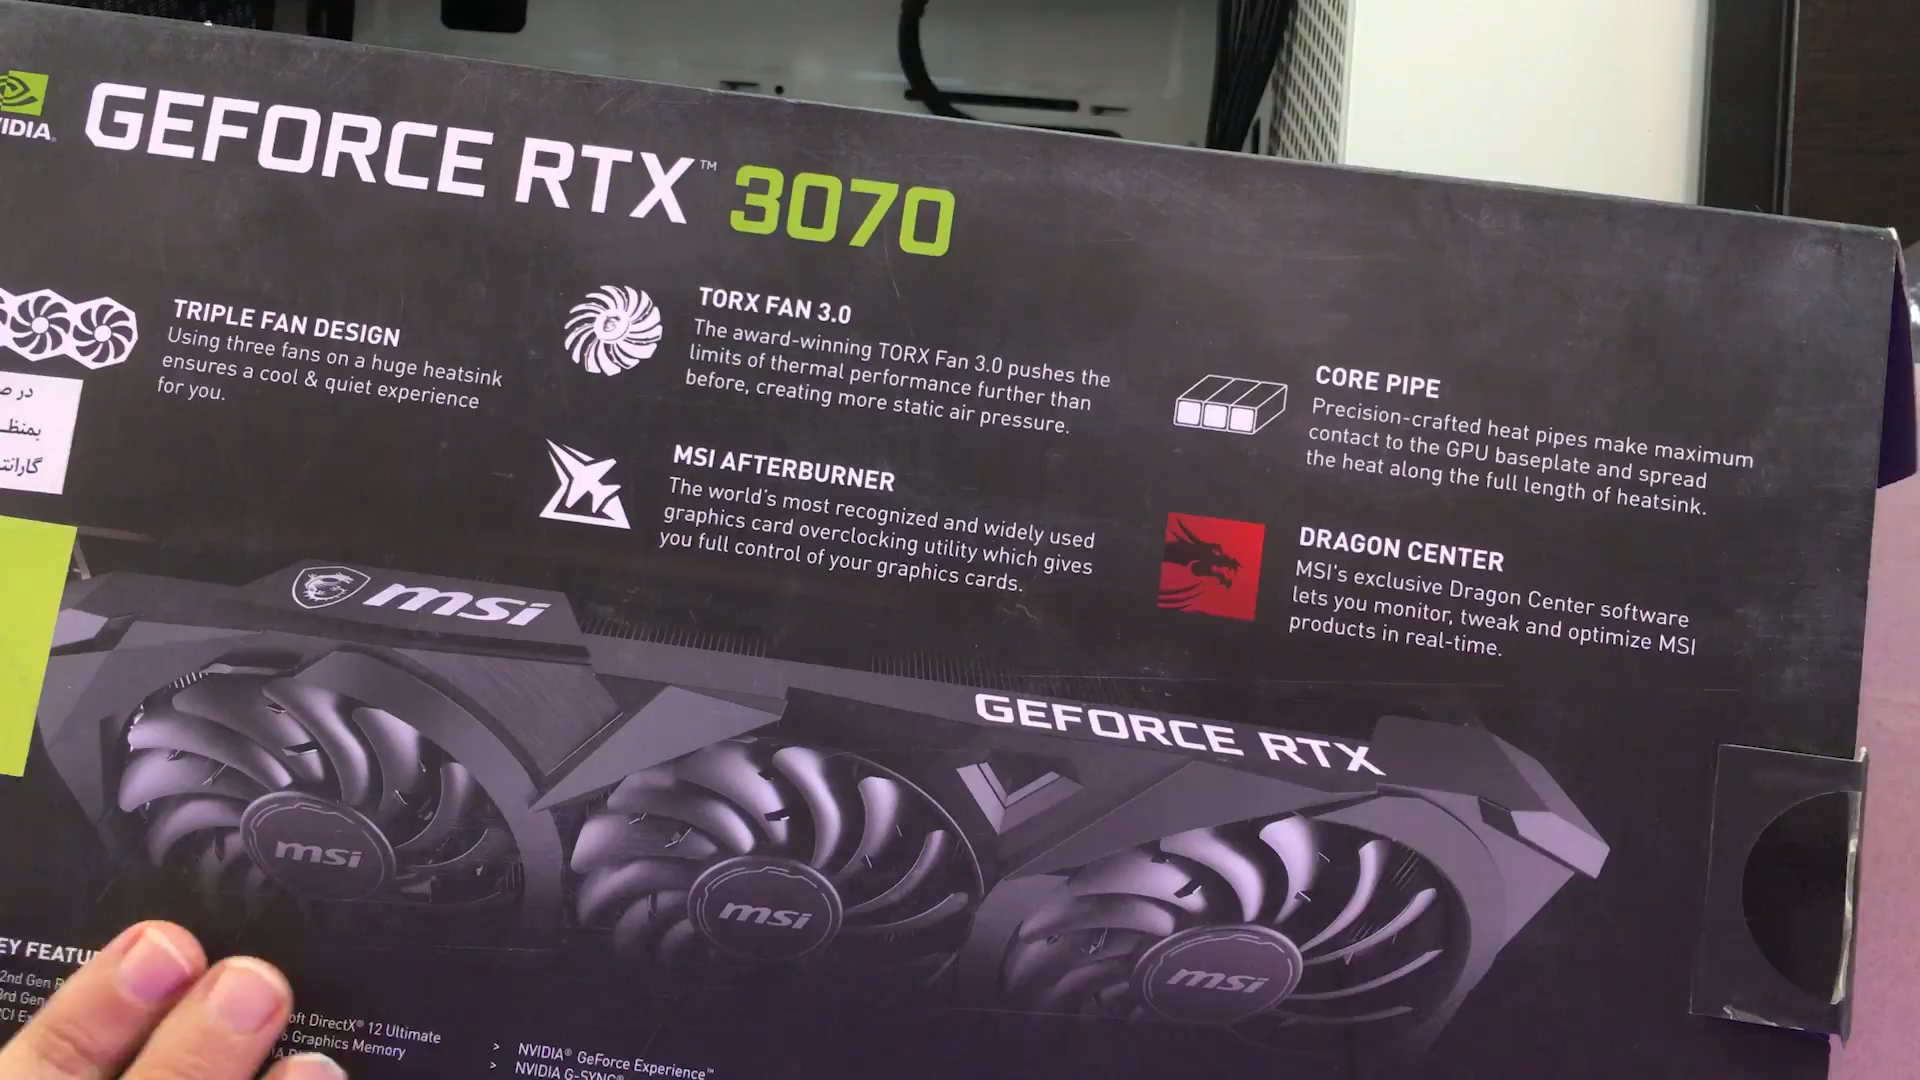 GEFORCE RTX™ 3070
TRIPLE FAN DESIGN
Using three fans on a huge heatsink
ensures a cool & quiet experience
for you.
TORX FAN 3.0
The award-winning TORX Fan 3.0 pushes the
limits of thermal performance further than
before, creating more static air pressure.
CORE PIPE
Precision-crafted heat pipes make maximum
contact to the GPU baseplate and spread
the heat along the full length of heatsink.
MSI AFTERBURNER
The world's most recognized and widely used
graphics card overclocking utility which gives
you full control of your graphics cards.
DRAGON CENTER
MSI's exclusive Dragon Center software
lets you monitor, tweak and optimize MSI
products in real-time.
در
msi
GEFORCE RTX
msi
msi
msi
2nd Gen
Gen
DirectX® 12 Ultimate
Graphics Memory
> NVIDIA® GeForce Experience™
> NVIDIA G-SYNC®